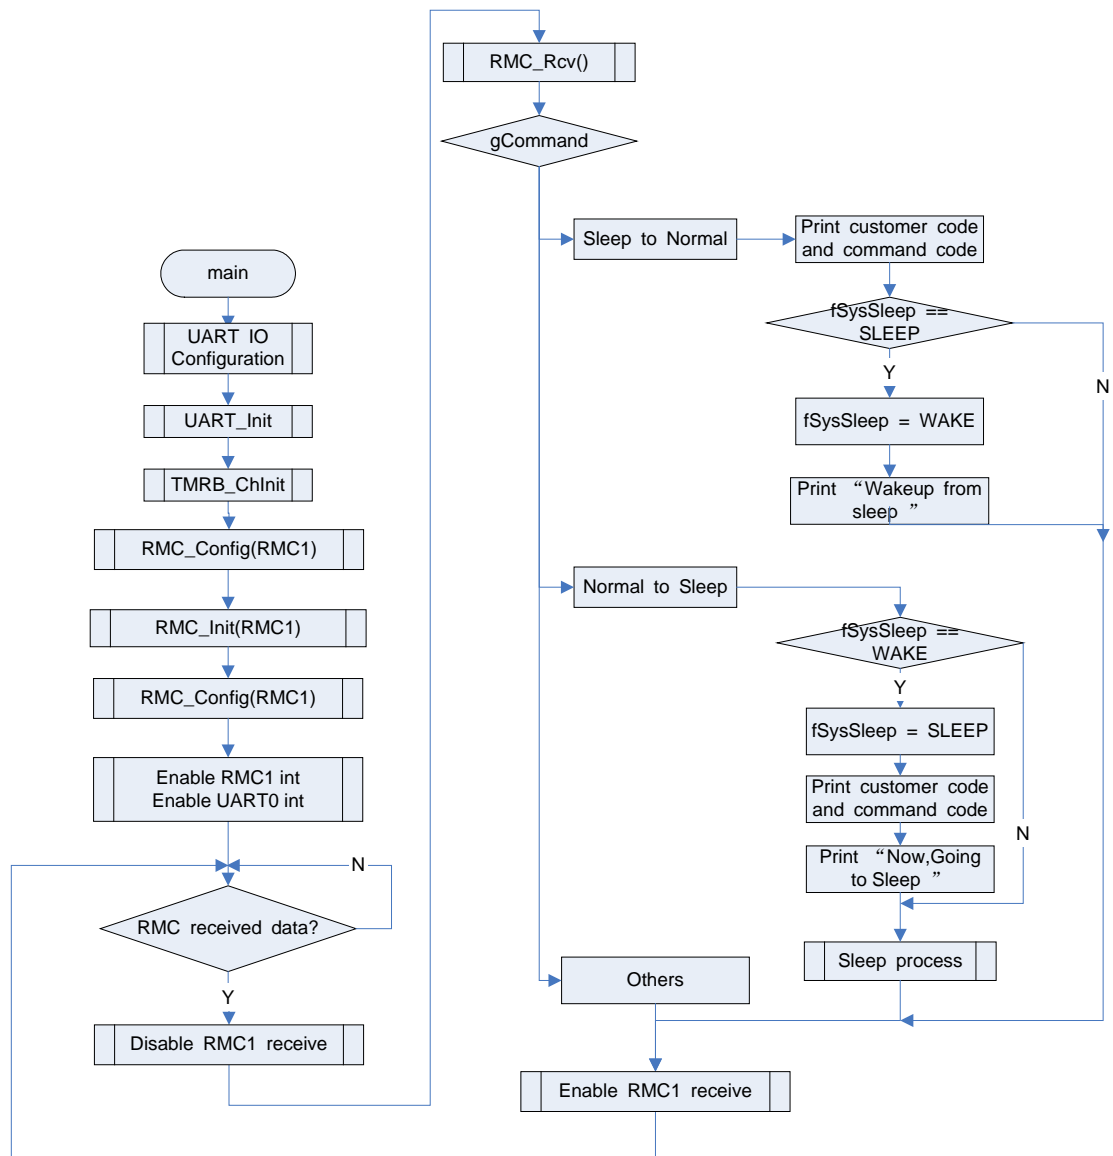 main
UART IO
Configuration
UART_Init
TMRB_ChInit
RMC_Config(RMC1)
RMC_Init(RMC1)
RMC_Config(RMC1)
Enable RMC1 int
Enable UART0 int
N
RMC received data?
Y
Disable RMC1 receive
RMC_Rcv()
gCommand
Sleep to Normal
Print customer code
and command code
fSysSleep ==
SLEEP
Y
N
fSysSleep = WAKE
Print “Wakeup from
sleep ”
Normal to Sleep
fSysSleep ==
WAKE
Y
fSysSleep = SLEEP
Print customer code
and command code
N
Print “Now,Going
to Sleep ”
Sleep process
Others
Enable RMC1 receive